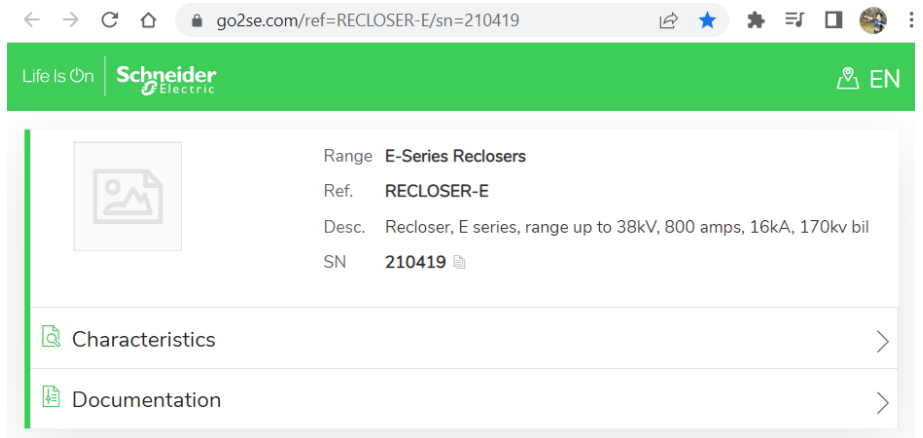 go2se.com/ref=RECLOSER-E/sn=210419
Life Is On Schneider Electric
EN
Range E-Series Reclosers
Ref. RECLOSER-E
Desc. Recloser, E series, range up to 38kV, 800 amps, 16kA, 170kv bil
SN 210419
Characteristics
Documentation